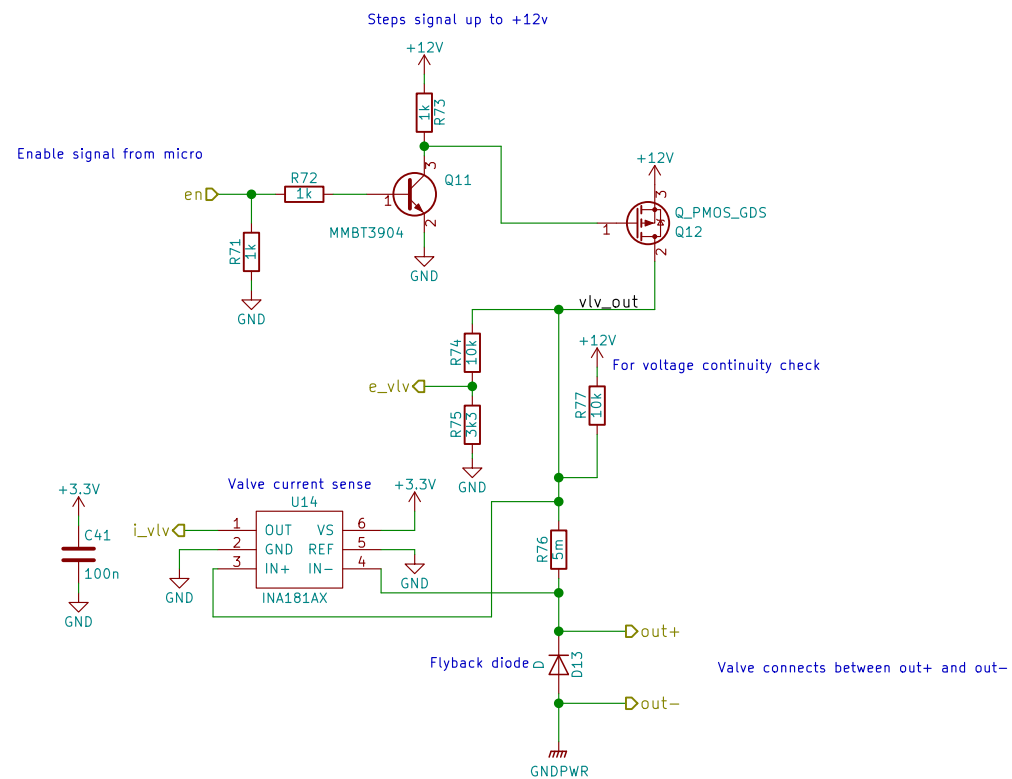 Steps signal up to +12v
+12V
1k
R73
Enable signal from micro
en
R72
1k
3
Q11
1
2
MMBT3904
GND
R71
1k
GND
+12V
3
Q_PMOS_GDS
1
Q12
2
vlv_out
R74
10k
e_vlv
R75
3k3
GND
+12V
For voltage continuity check
R77
10k
Valve current sense
+3.3V
C41
100n
GND
+3.3V
U14
i_vlv
1 OUT VS 6
2 GND REF 5
3 IN+ IN- 4
INA181AX
GND
GND
R76
5m
out+
Flyback diode
D
D13
Valve connects between out+ and out-
out-
GNDPWR